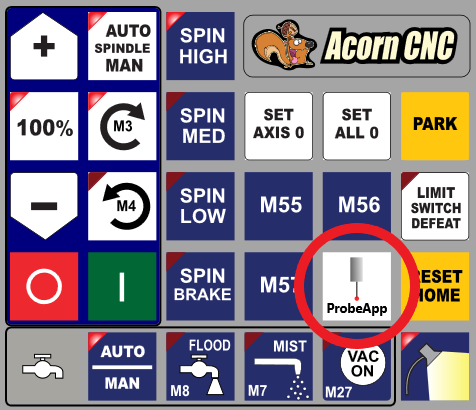 +
AUTO
SPINDLE
MAN
SPIN
HIGH
Acorn CNC
100%
M3
SPIN
MED
SET
AXIS 0
SET
ALL 0
PARK
M4
SPIN
LOW
M55
M56
LIMIT
SWITCH
DEFEAT
SPIN
BRAKE
M57
ProbeApp
RESET
HOME
AUTO
MAN
FLOOD
M8
MIST
M7
VAC
ON
M27